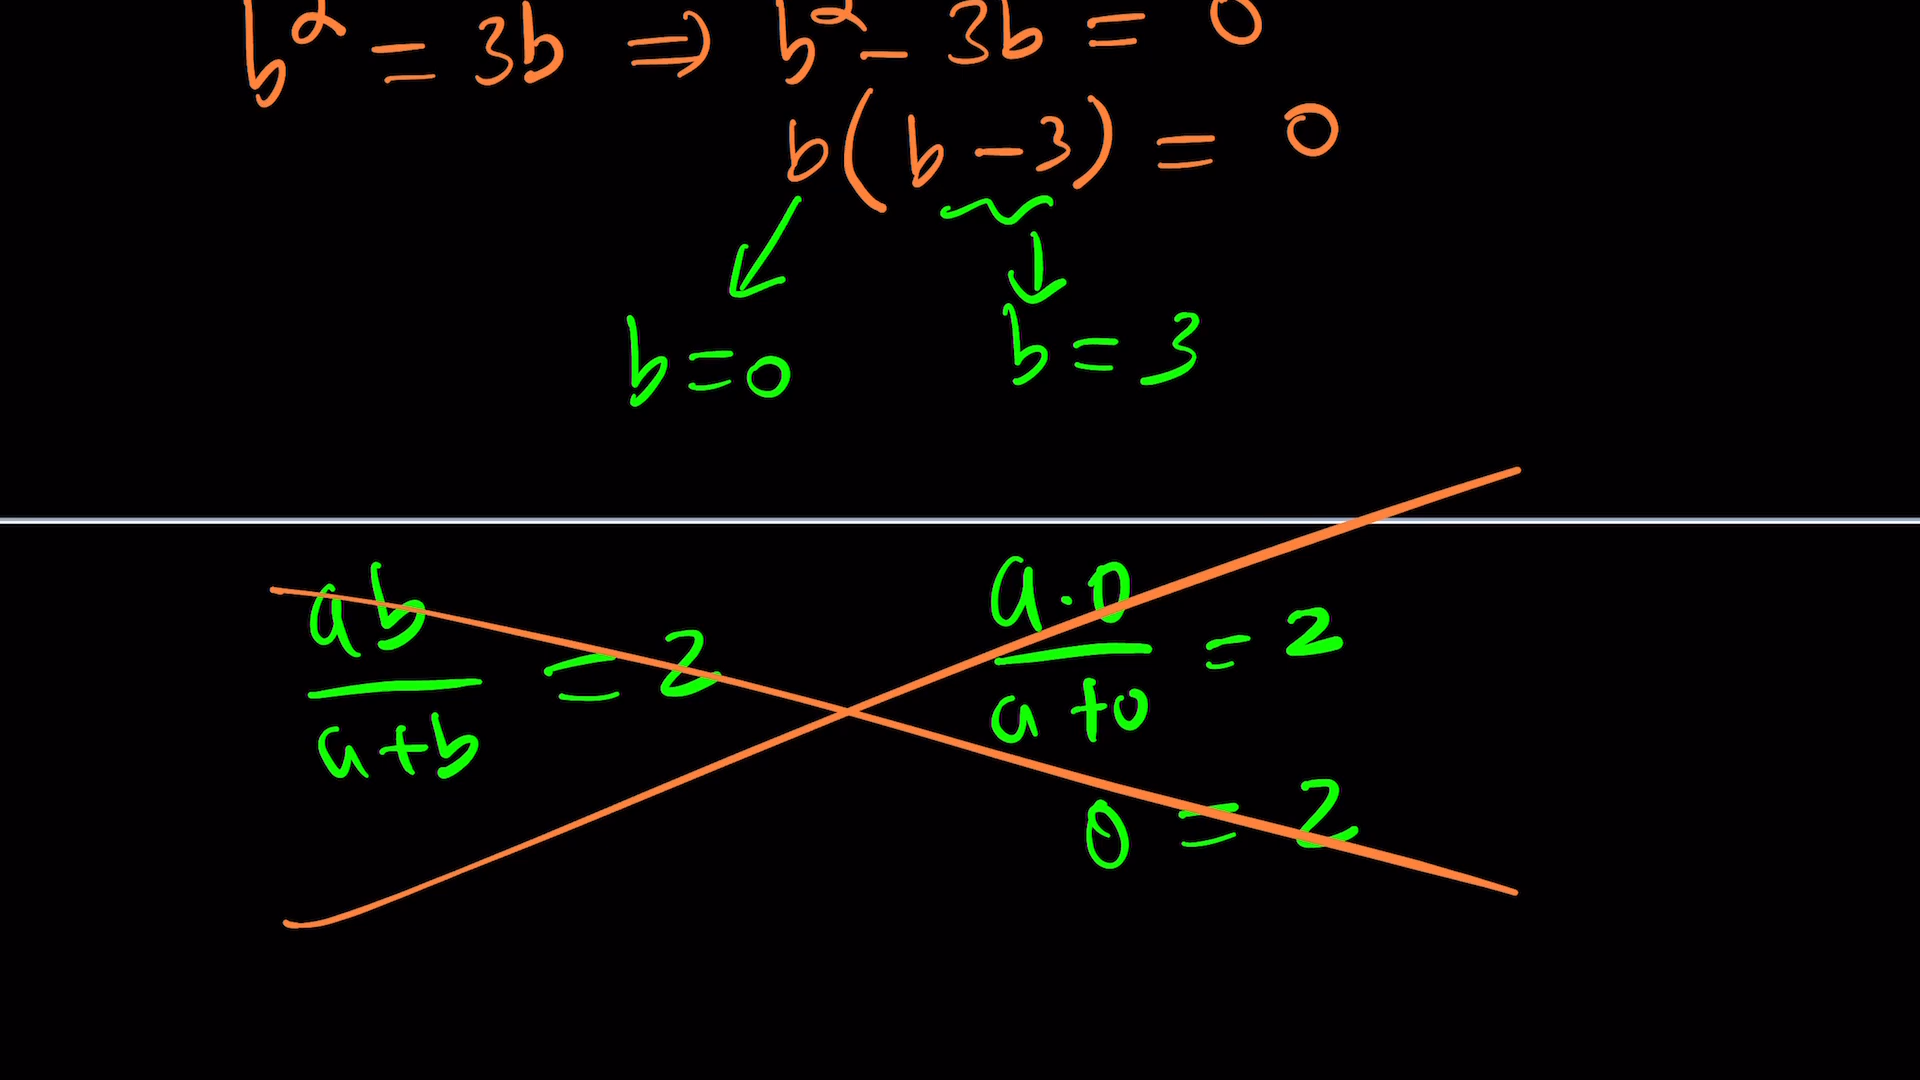 b² = 3b ⇒ b² - 3b = 0
b(b - 3) = 0
b = 0 b = 3
ab/a+b = 2 a·0/a+0 = 2
0 = 2